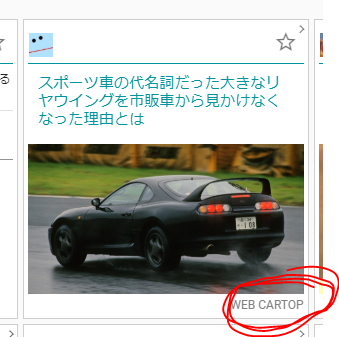 る
スポーツ車の代名詞だった大きなリ
ヤウイングを市販車から見かけなく
なった理由とは
WEB CARTOP